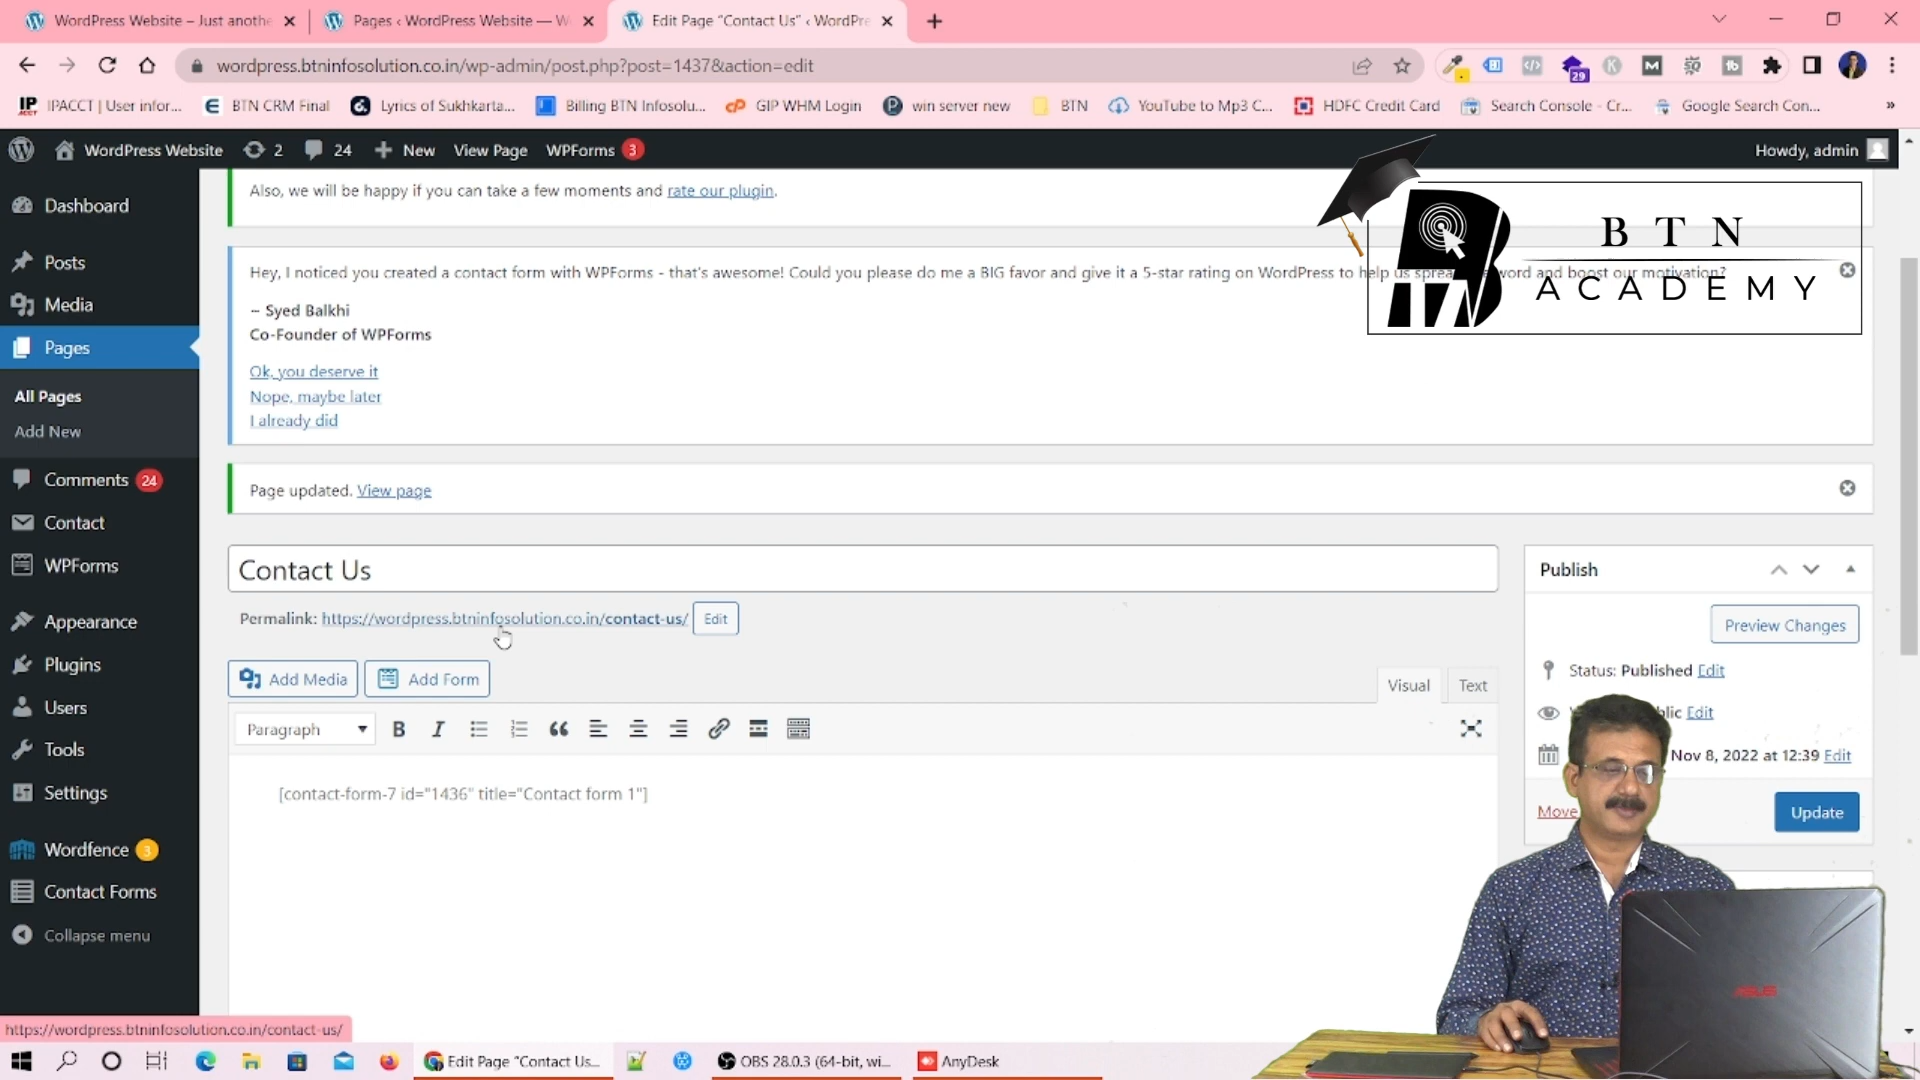 WordPress Website – Just anothe
Pages ‹ WordPress Website — W
Edit Page “Contact Us” ‹ WordPre
wordpress.btninfosolution.co.in/wp-admin/post.php?post=1437&action=edit
29
IPACCT | User infor...
BTN CRM Final
Lyrics of Sukhkarta...
Billing BTN Infosolu...
GIP WHM Login
win server new
BTN
YouTube to Mp3 C...
HDFC Credit Card
Search Console - Cr...
Google Search Con...
»
WordPress Website
2
24
New
View Page
WPForms 3
Howdy, admin
Also, we will be happy if you can take a few moments and rate our plugin.
BTN
ACADEMY
Hey, I noticed you created a contact form with WPForms - that's awesome! Could you please do me a BIG favor and give it a 5-star rating on WordPress to help us and boost our motivation?
~ Syed Balkhi
Co-Founder of WPForms
Ok, you deserve it
Nope, maybe later
I already did
Page updated. View page
Dashboard
Posts
Media
Pages
All Pages
Add New
Comments 24
Contact
WPForms
Appearance
Plugins
Users
Tools
Settings
Wordfence 3
Contact Forms
Collapse menu
Contact Us
Permalink: https://wordpress.btninfosolution.co.in/contact-us/ Edit
Add Media
Add Form
Visual
Text
Paragraph
[contact-form-7 id="1436" title="Contact form 1"]
Publish
Preview Changes
Status: Published Edit
Edit
Nov 8, 2022 at 12:39 Edit
Move
Update
ASUS
https://wordpress.btninfosolution.co.in/contact-us/
Edit Page "Contact Us...
OBS 28.0.3 (64-bit, wi...
AnyDesk